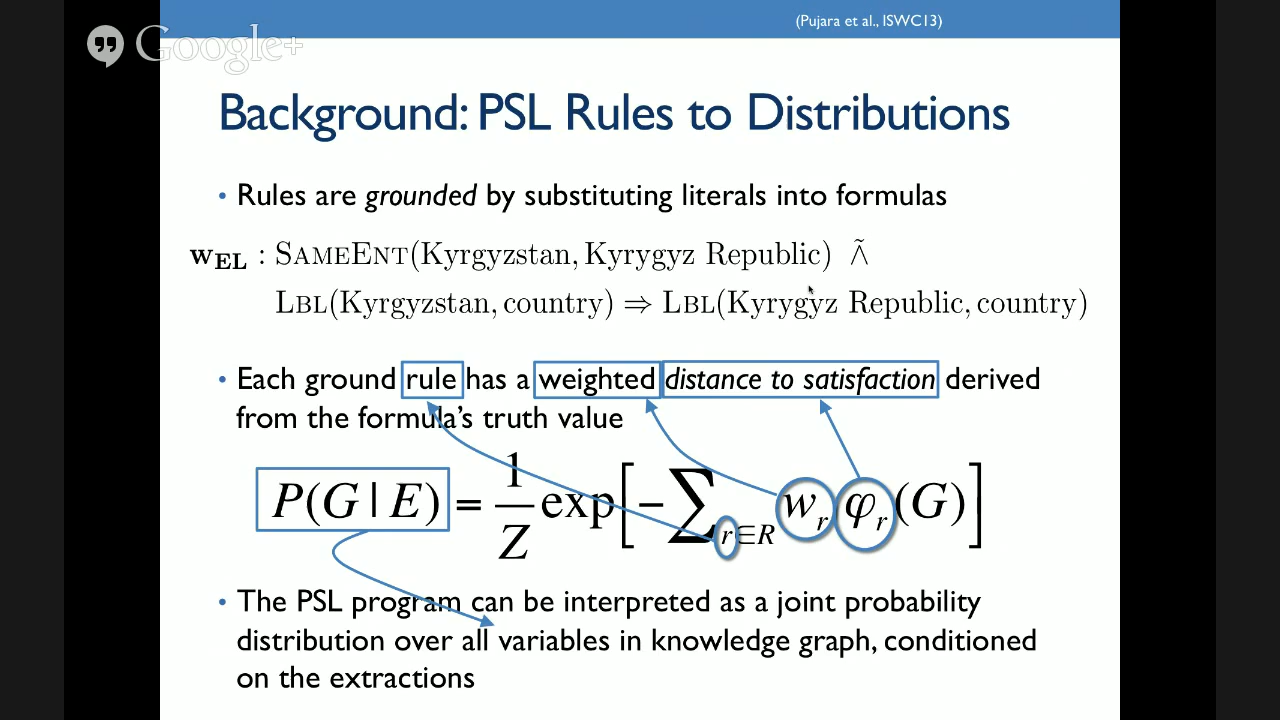 (Pujara et al., ISWC13)
Google+
Background: PSL Rules to Distributions
• Rules are grounded by substituting literals into formulas
w_EL : SAMEENT(Kyrgyzstan, Kyrygyz Republic) ∧̃
LBL(Kyrgyzstan, country) ⇒ LBL(Kyrygyz Republic, country)
• Each ground rule has a weighted distance to satisfaction derived
from the formula's truth value
P(G | E) = 1/Z exp[−∑_{r∈R} w_r φ_r(G)]
• The PSL program can be interpreted as a joint probability
distribution over all variables in knowledge graph, conditioned
on the extractions